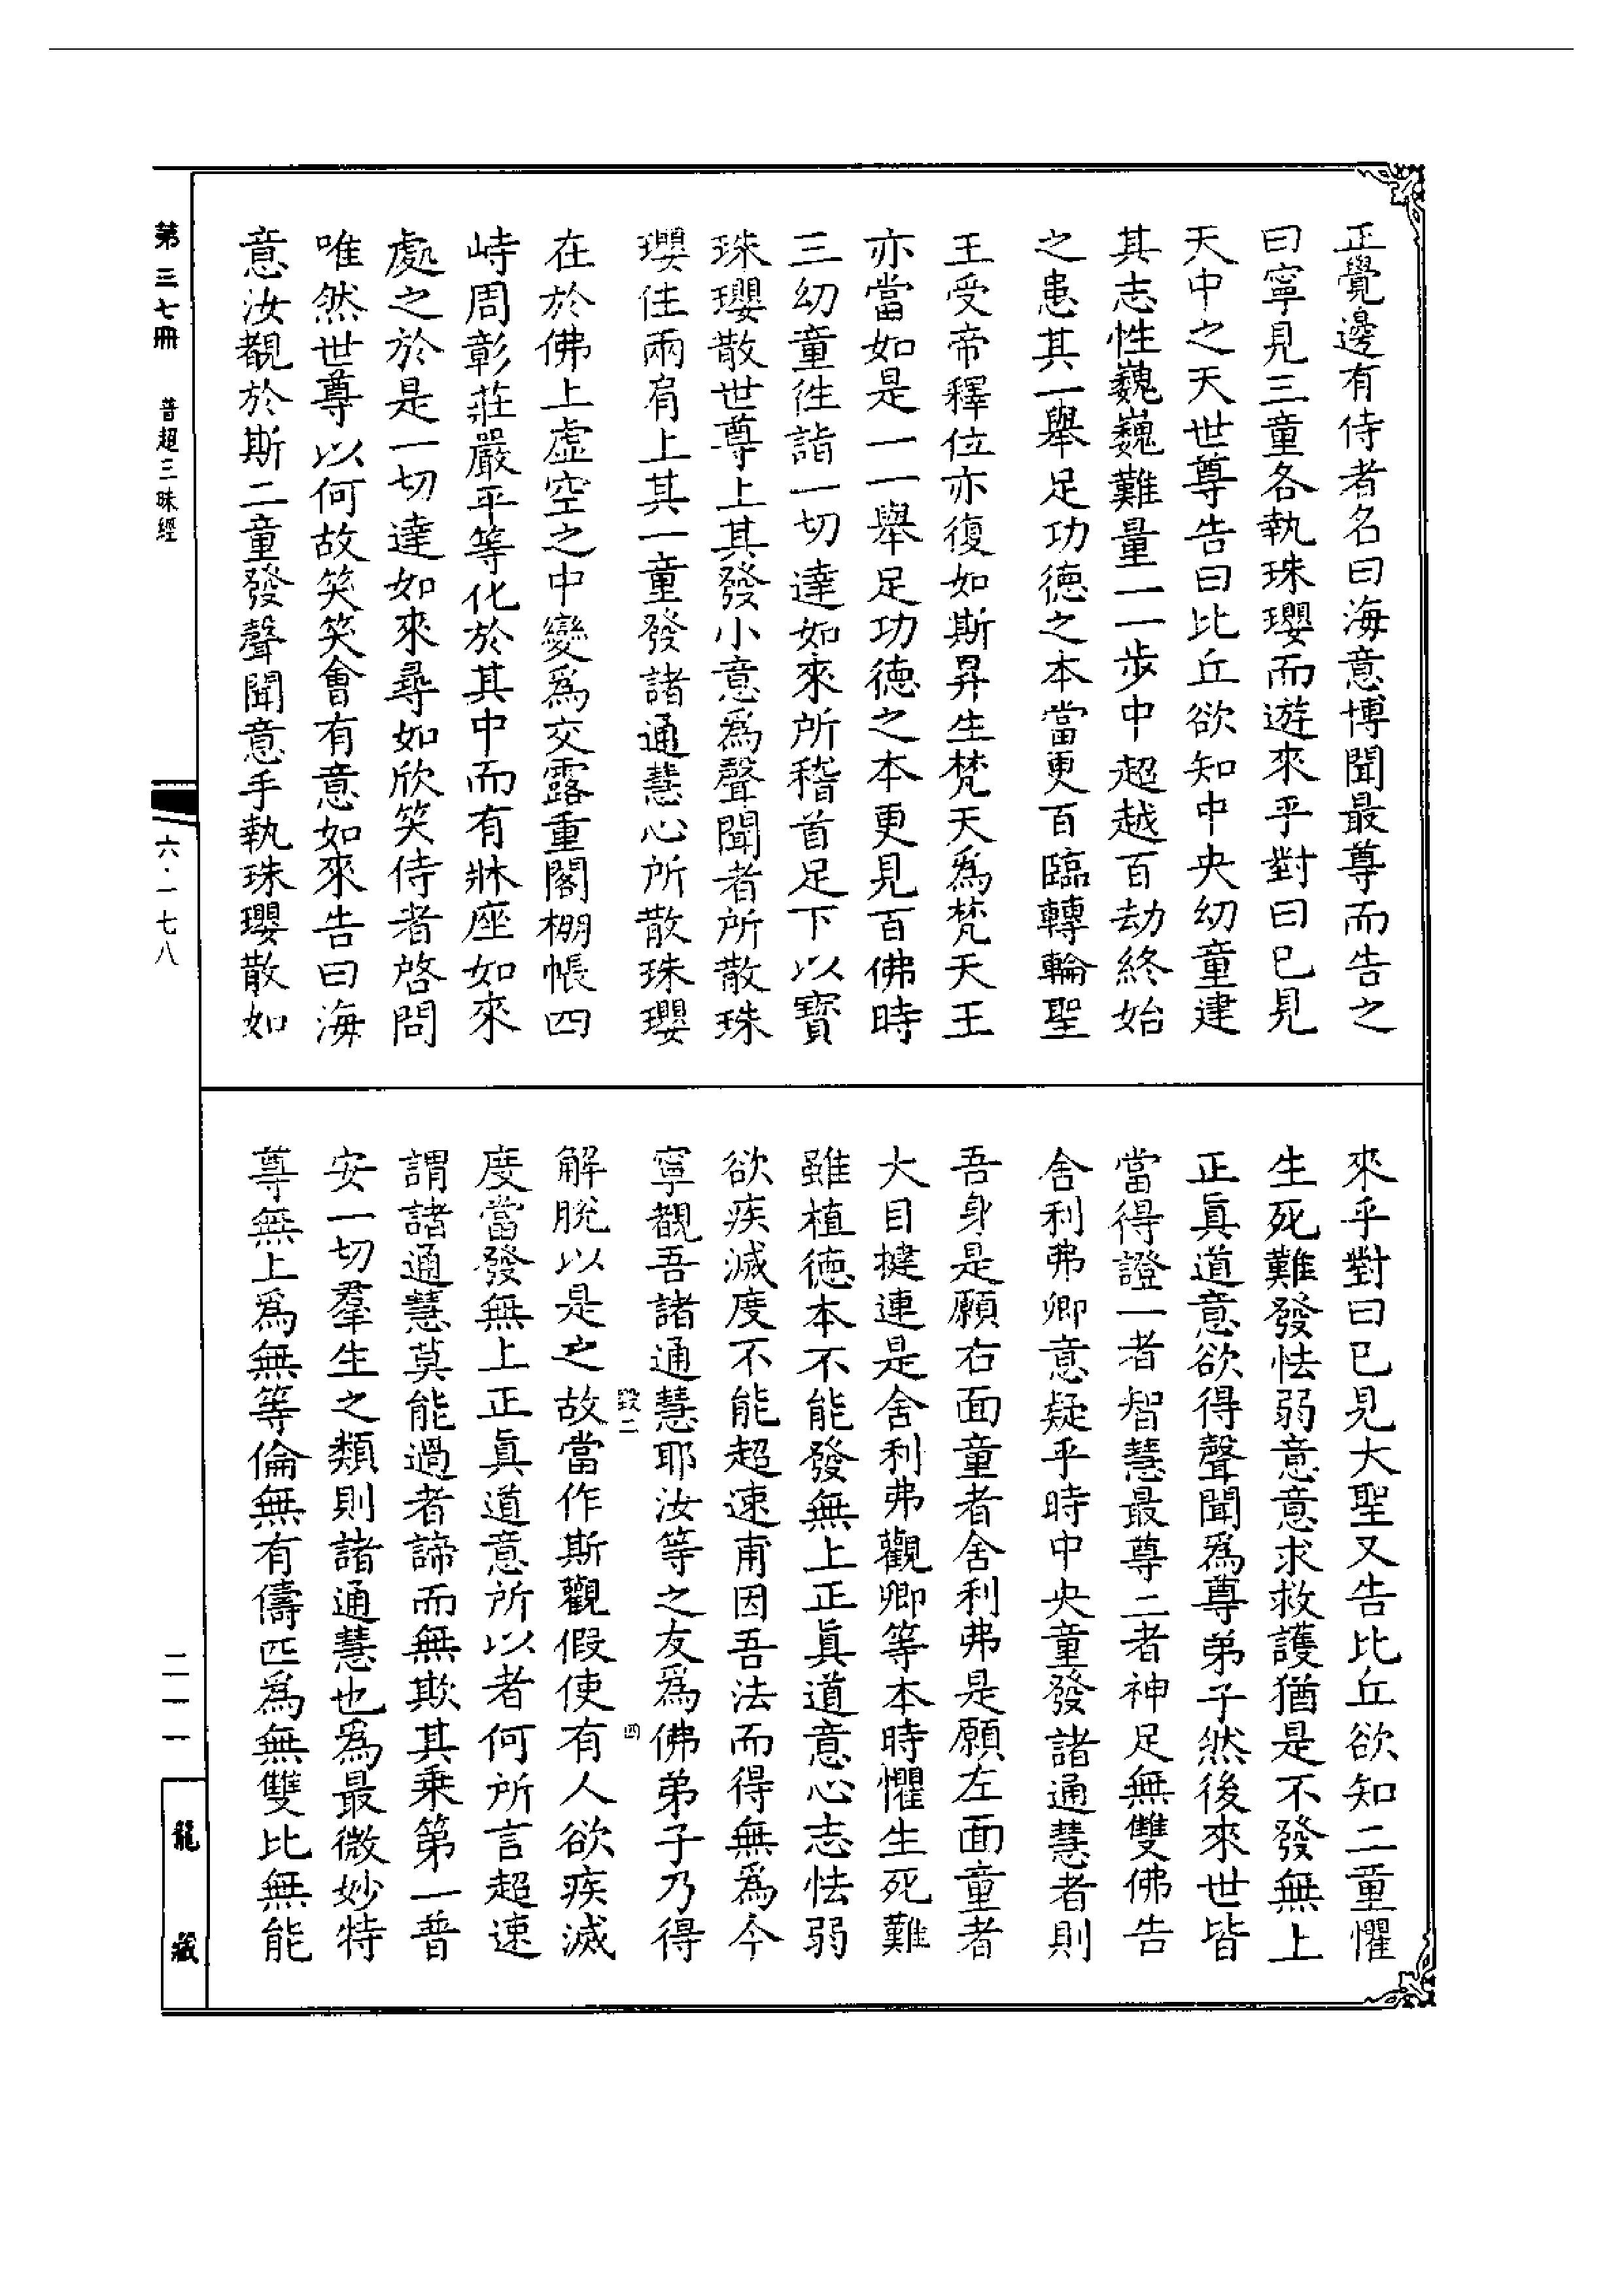 正覺邊有侍者名曰海意博聞最尊而告之
曰寧見三童各執珠瓔而遊來乎對曰已見
天中之天世尊告曰比丘欲知中央幼童建
其志性巍巍難量一一步中超越百劫終始
之患其一舉足功德之本當更百臨轉輪聖
王受帝釋位亦復如斯昇生梵天爲梵天王
亦當如是一一舉足功德之本更見百佛時
三幼童徃詣一切達如來所稽首足下以寶
珠瓔散世尊上其發小意爲聲聞者所散珠
瓔住兩肩上其一童發諸通慧心所散珠瓔
在於佛上虛空之中變爲交露重閣棚帳四
峙周彰莊嚴平等化於其中而有牀座如來
處之於是一切達如來尋如欣笑侍者啓問
唯然世尊以何故笑笑會有意如來告曰海
意汝覩於斯二童發聲聞意手執珠瓔散如
來乎對曰已見大聖又告比丘欲知二童懼
生死難發怯弱意意求救護猶是不發無上
正眞道意欲得聲聞爲尊弟子然後來世皆
當得證一者智慧最尊二者神足無雙佛告
舍利弗卿意疑乎時中央童發諸通慧者則
吾身是願右面童者舍利弗是願左面童者
大目揵連是舍利弗觀卿等本時懼生死難
雖植德本不能發無上正眞道意心志怯弱
欲疾滅度不能超速甫因吾法而得無爲今
寧覩吾諸通慧耶汝等之友爲佛弟子乃得
毀二 四
解脫以是之故當作斯觀假使有人欲疾滅
度當發無上正眞道意所以者何所言超速
謂諸通慧莫能過者諦而無欺其乗第一普
安一切羣生之類則諸通慧也爲最微妙特
尊無上爲無等倫無有儔匹爲無雙比無能
第三七冊 普超三昧經
六·一七八
二一一
龍藏